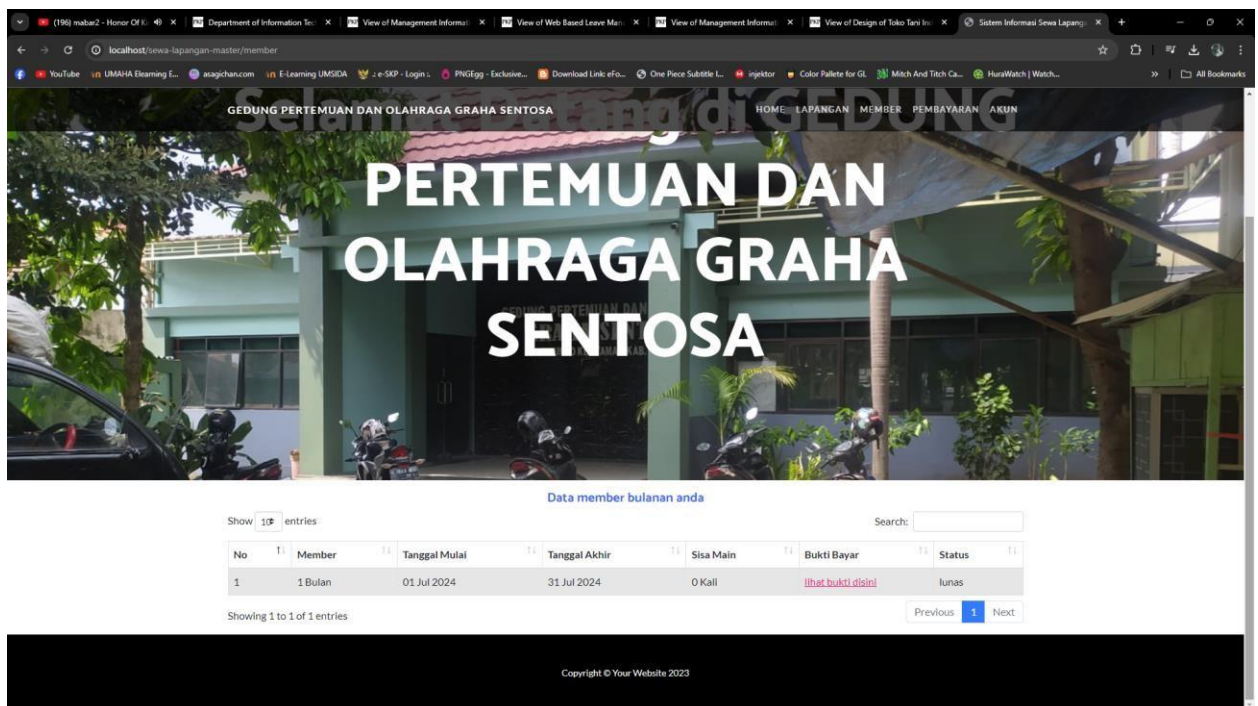 (196) mabar2 - Honor Of Ki
Department of Information Tec
View of Management Informat
View of Web Based Leave Man
View of Management Informat
View of Design of Toko Tani In
Sistem Informasi Sewa Lapang
localhost/sewa-lapangan-master/member
YouTube
UMAHA Elearning E...
asagichan.com
E-Learning UMSIDA
e-SKP - Login
PNGEgg - Exclusive...
Download Link: eFo...
One Piece Subtitle I...
injektor
Color Pallete for GL
Mitch And Titch Ca...
HuraWatch | Watch...
»
All Bookmarks
GEDUNG PERTEMUAN DAN OLAHRAGA GRAHA SENTOSA
HOME LAPANGAN MEMBER PEMBAYARAN AKUN
Selamat Datang di GEDUNG
PERTEMUAN DAN
OLAHRAGA GRAHA
SENTOSA
GEDUNG PERTEMUAN DAN
Data member bulanan anda
Show 10 entries
Search:
No Member Tanggal Mulai Tanggal Akhir Sisa Main Bukti Bayar Status
1 1 Bulan 01 Jul 2024 31 Jul 2024 0 Kali lihat bukti disini lunas
Showing 1 to 1 of 1 entries
Previous 1 Next
Copyright © Your Website 2023